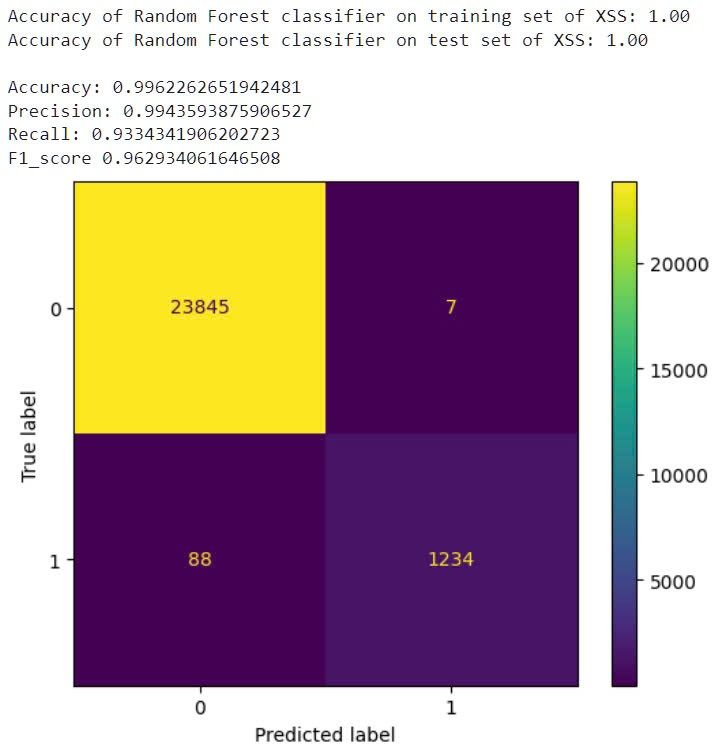 Accuracy of Random Forest classifier on training set of XSS: 1.00
Accuracy of Random Forest classifier on test set of XSS: 1.00
Accuracy: 0.9962262651942481
Precision: 0.9943593875906527
Recall: 0.9334341906202723
F1_score 0.962934061646508
20000
0
23845
7
15000
True label
10000
1
88
1234
5000
0
1
Predicted label